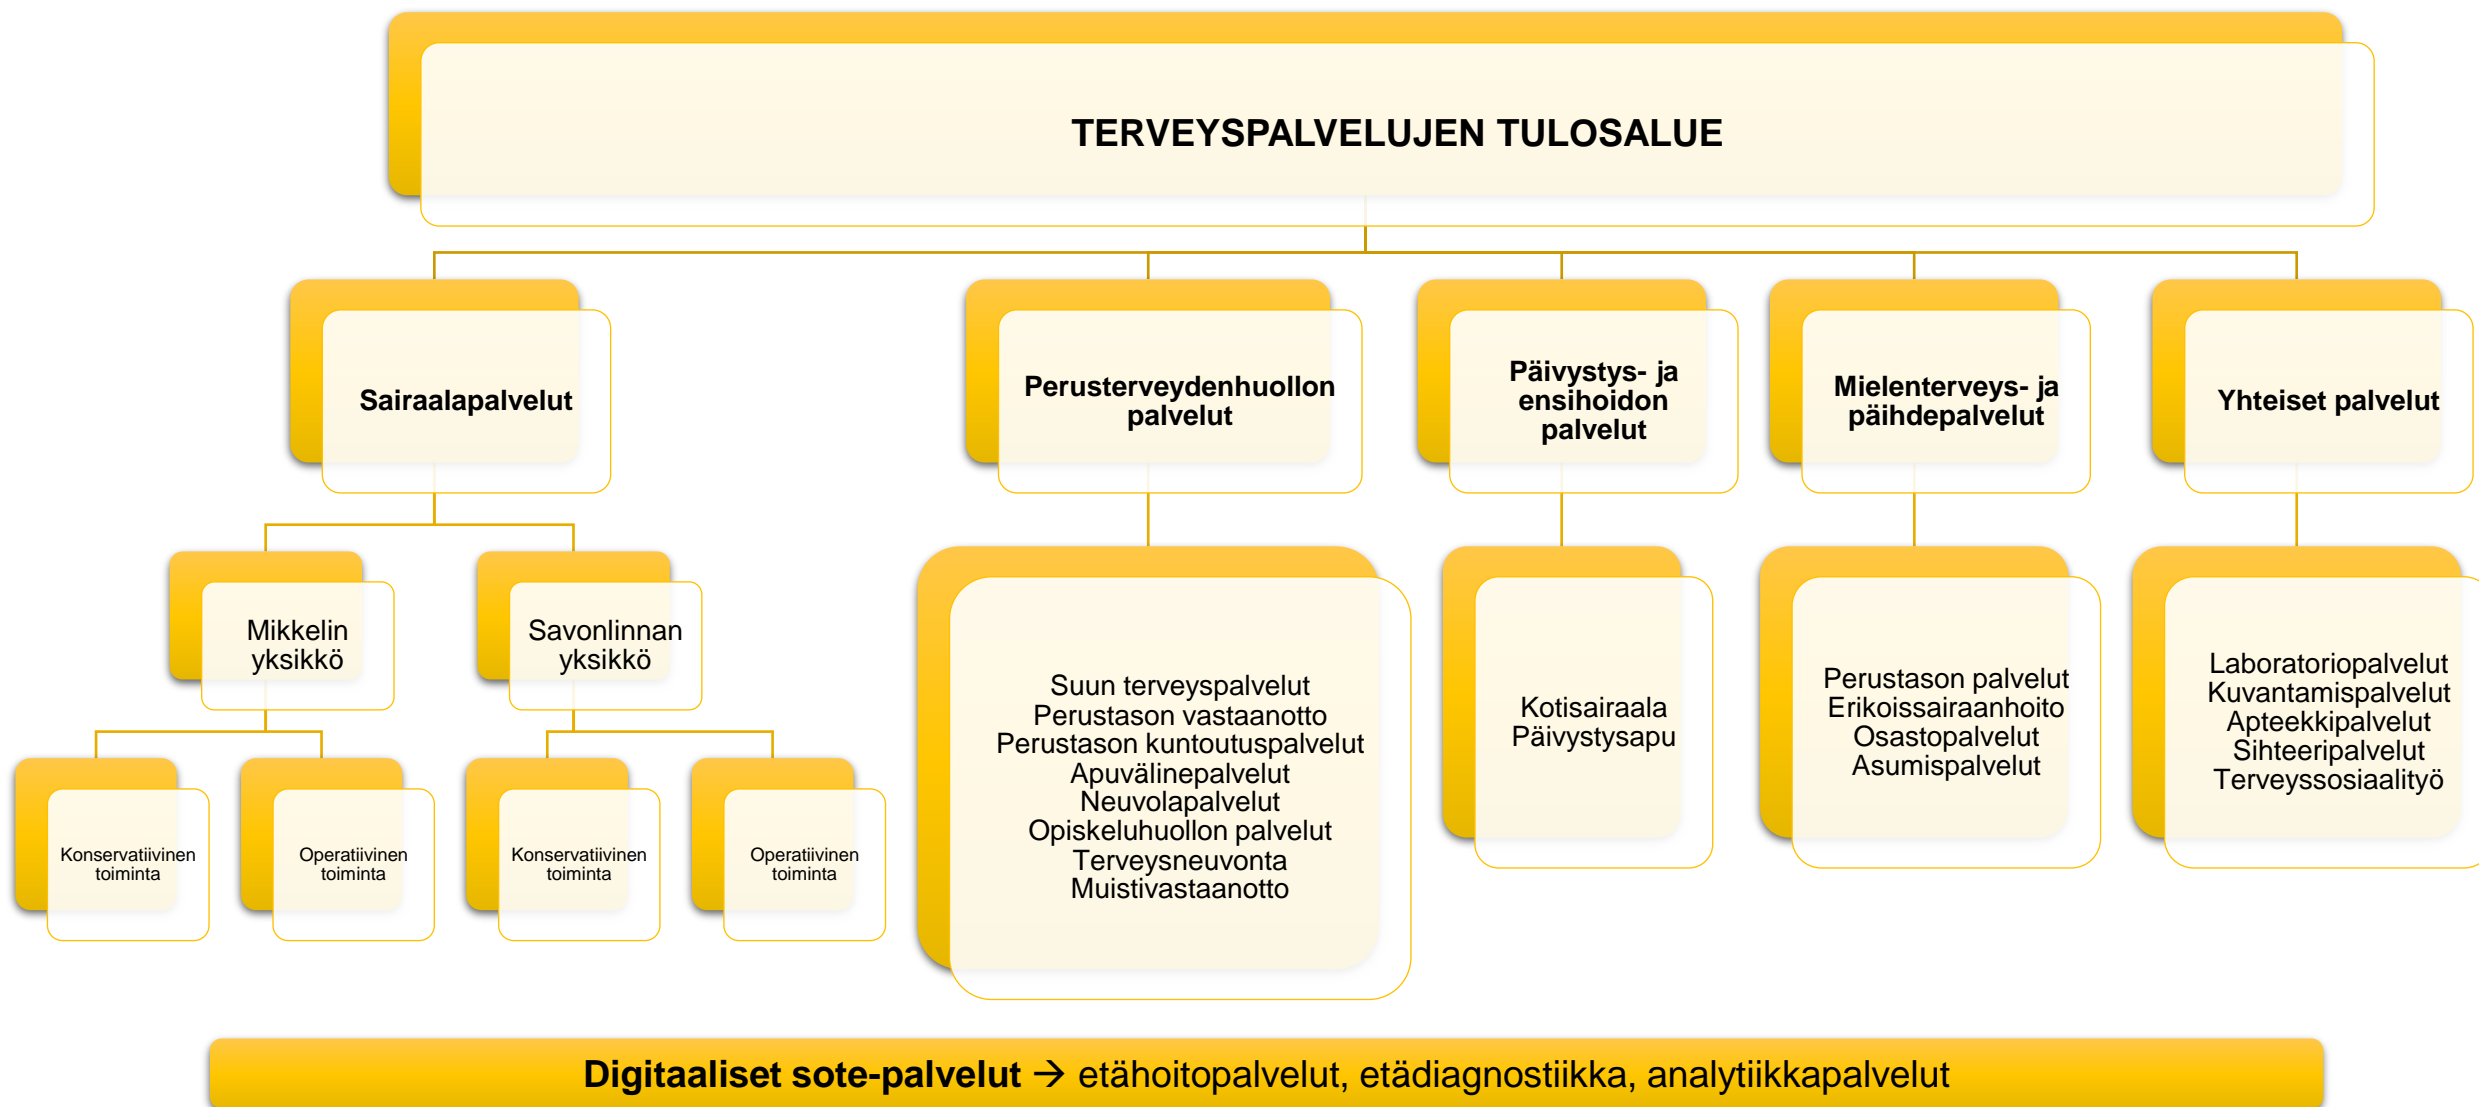 TERVEYSPALVELUJEN TULOSALUE
Sairaalapalvelut
Perusterveydenhuollon
palvelut
Päivystys- ja
ensihoidon
palvelut
Mielenterveys- ja
päihdepalvelut
Yhteiset palvelut
Mikkelin
yksikkö
Savonlinnan
yksikkö
Konservatiivinen
toiminta
Operatiivinen
toiminta
Konservatiivinen
toiminta
Operatiivinen
toiminta
Suun terveyspalvelut
Perustason vastaanotto
Perustason kuntoutuspalvelut
Apuvälinepalvelut
Neuvolapalvelut
Opiskeluhuollon palvelut
Terveysneuvonta
Muistivastaanotto
Kotisairaala
Päivystysapu
Perustason palvelut
Erikoissairaanhoito
Osastopalvelut
Asumispalvelut
Laboratoriopalvelut
Kuvantamispalvelut
Apteekkipalvelut
Sihteeripalvelut
Terveyssosiaalityö
Digitaaliset sote-palvelut → etähoitopalvelut, etädiagnostiikka, analytiikkapalvelut